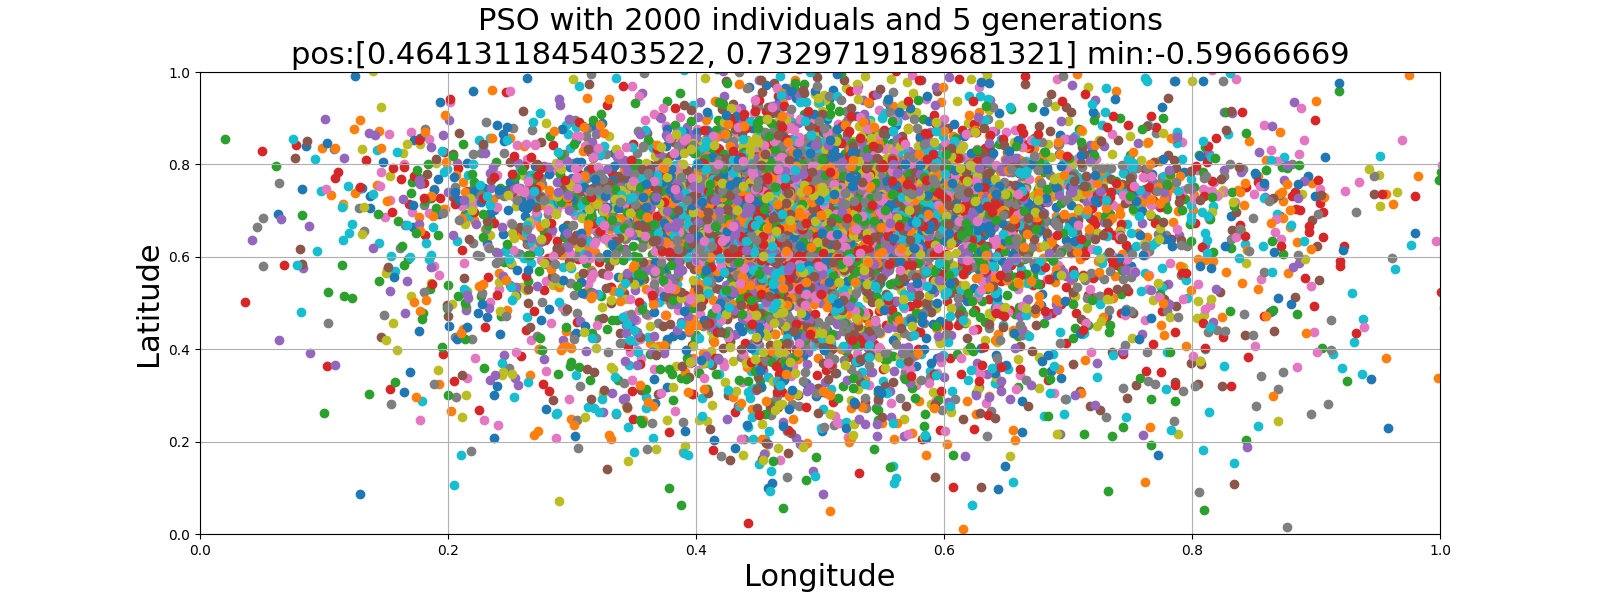 PSO with 2000 individuals and 5 generations
pos:[0.4641311845403522, 0.7329719189681321] min:-0.59666669
1.0
0.8
0.6
0.4
0.2
0.0
Latitude
0.0 0.2 0.4 0.6 0.8 1.0
Longitude